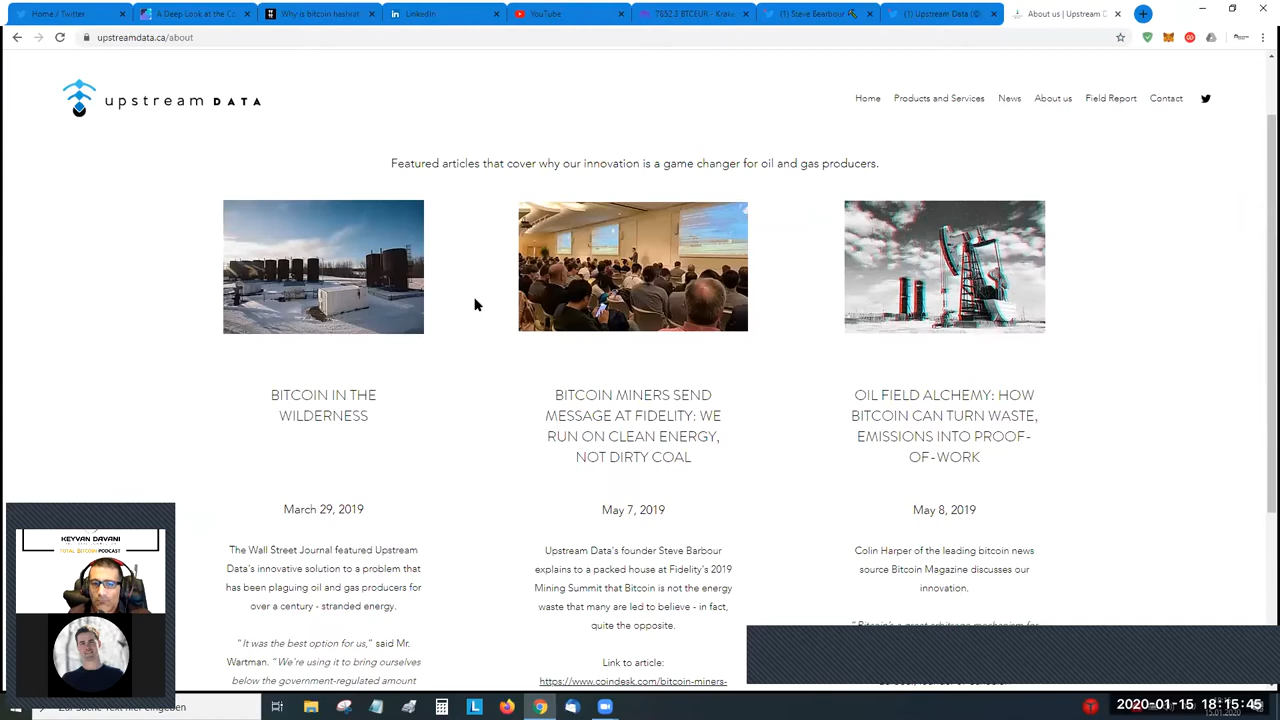 Home / Twitter
A Deep Look at the Co
Why is bitcoin hashrat
LinkedIn
YouTube
7652.3 BTCEUR - Krake
(1) Steve Bearbour
(1) Upstream Data (
About us | Upstream D
upstreamdata.ca/about
upstream DATA
Home
Products and Services
News
About us
Field Report
Contact
Featured articles that cover why our innovation is a game changer for oil and gas producers.
BITCOIN IN THE
WILDERNESS
March 29, 2019
The Wall Street Journal featured Upstream
Data's innovative solution to a problem that
has been plaguing oil and gas producers for
over a century - stranded energy.
"It was the best option for us," said Mr.
Wartman. "We're using it to bring ourselves
below the government-regulated amount
BITCOIN MINERS SEND
MESSAGE AT FIDELITY: WE
RUN ON CLEAN ENERGY,
NOT DIRTY COAL
May 7, 2019
Upstream Data's founder Steve Barbour
explains to a packed house at Fidelity's 2019
Mining Summit that Bitcoin is not the energy
waste that many are led to believe - in fact,
quite the opposite.
Link to article:
https://www.coindesk.com/bitcoin-miners-
OIL FIELD ALCHEMY: HOW
BITCOIN CAN TURN WASTE,
EMISSIONS INTO PROOF-
OF-WORK
May 8, 2019
Colin Harper of the leading bitcoin news
source Bitcoin Magazine discusses our
innovation.
KEYVAN DAVANI
TOTAL BITCOIN PODCAST
Zur Suche Text hier eingeben
2020-01-15 18:15:45